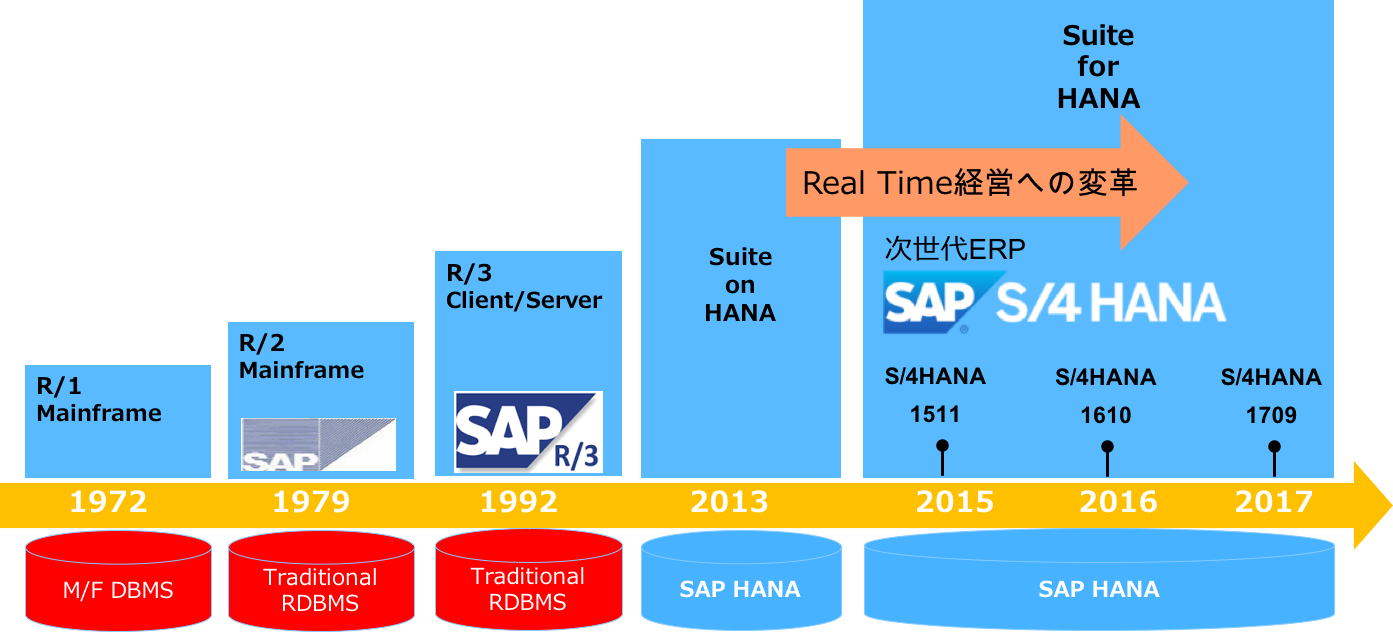 Suite
for
HANA
Real Time経営への変革
次世代ERP
SAP S/4HANA
®
S/4HANA
1511
S/4HANA
1610
S/4HANA
1709
Suite
on
HANA
R/3
Client/Server
SAP
R/3
R/2
Mainframe
SAP
R/1
Mainframe
1972
1979
1992
2013
2015
2016
2017
M/F DBMS
Traditional
RDBMS
Traditional
RDBMS
SAP HANA
SAP HANA